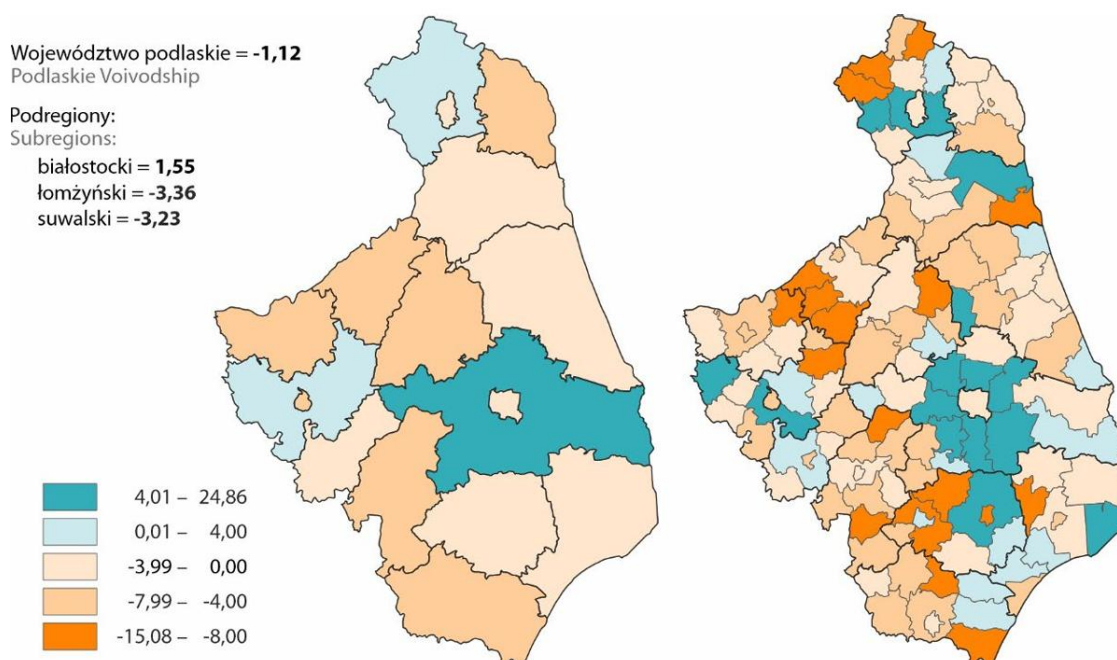 Województwo podlaskie = -1,12
Podlaskie Voivodship
Podregiony:
Subregions:
białostocki = 1,55
łomżyński = -3,36
suwalski = -3,23
4,01 – 24,86
0,01 – 4,00
-3,99 – 0,00
-7,99 – -4,00
-15,08 – -8,00